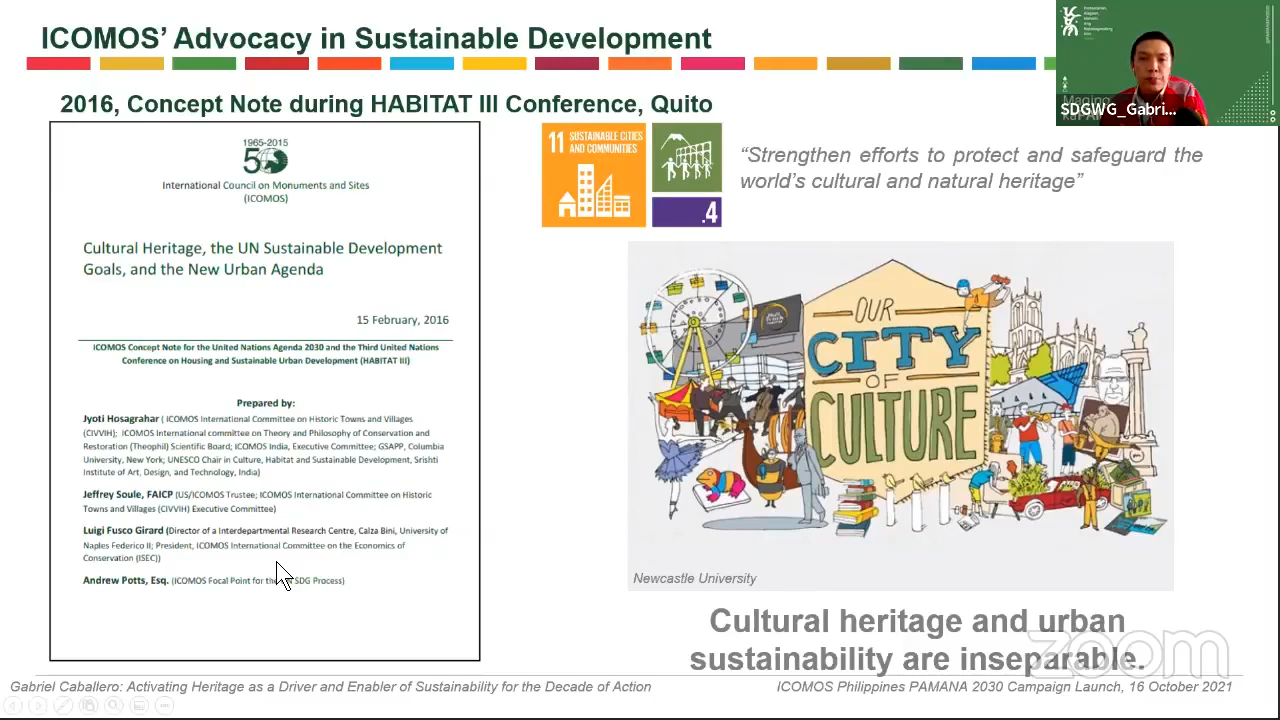 ICOMOS' Advocacy in Sustainable Development
2016, Concept Note during HABITAT III Conference, Quito
1965-2015
50
International Council on Monuments and Sites
(ICOMOS)
Cultural Heritage, the UN Sustainable Development
Goals, and the New Urban Agenda
15 February, 2016
ICOMOS Concept Note for the United Nations Agenda 2030 and the Third United Nations
Conference on Housing and Sustainable Urban Development (HABITAT III)
Prepared by:
Jyoti Hosagrahar ( ICOMOS International Committee on Historic Towns and Villages
(CIVVIH); ICOMOS International committee on Theory and Philosophy of Conservation and
Restoration (Theophil) Scientific Board; ICOMOS India, Executive Committee; GSAPP, Columbia
University, New York; UNESCO Chair in Culture, Habitat and Sustainable Development, Srishti
Institute of Art, Design, and Technology, India)
Jeffrey Soule, FAICP (US/ICOMOS Trustee; ICOMOS International Committee on Historic
Towns and Villages (CIVVIH) Executive Committee)
Luigi Fusco Girard (Director of a Interdepartmental Research Centre, Calza Bini, University of
Naples Federico II; President, ICOMOS International Committee on the Economics of
Conservation (ISEC))
Andrew Potts, Esq. (ICOMOS Focal Point for the SDG Process)
11 SUSTAINABLE CITIES
AND COMMUNITIES
.4
"Strengthen efforts to protect and safeguard the
world's cultural and natural heritage"
OUR
CITY
OF
CULTURE
Newcastle University
Cultural heritage and urban
sustainability are inseparable.
zoom
SDGWG_Gabri...
Gabriel Caballero: Activating Heritage as a Driver and Enabler of Sustainability for the Decade of Action
ICOMOS Philippines PAMANA 2030 Campaign Launch, 16 October 2021